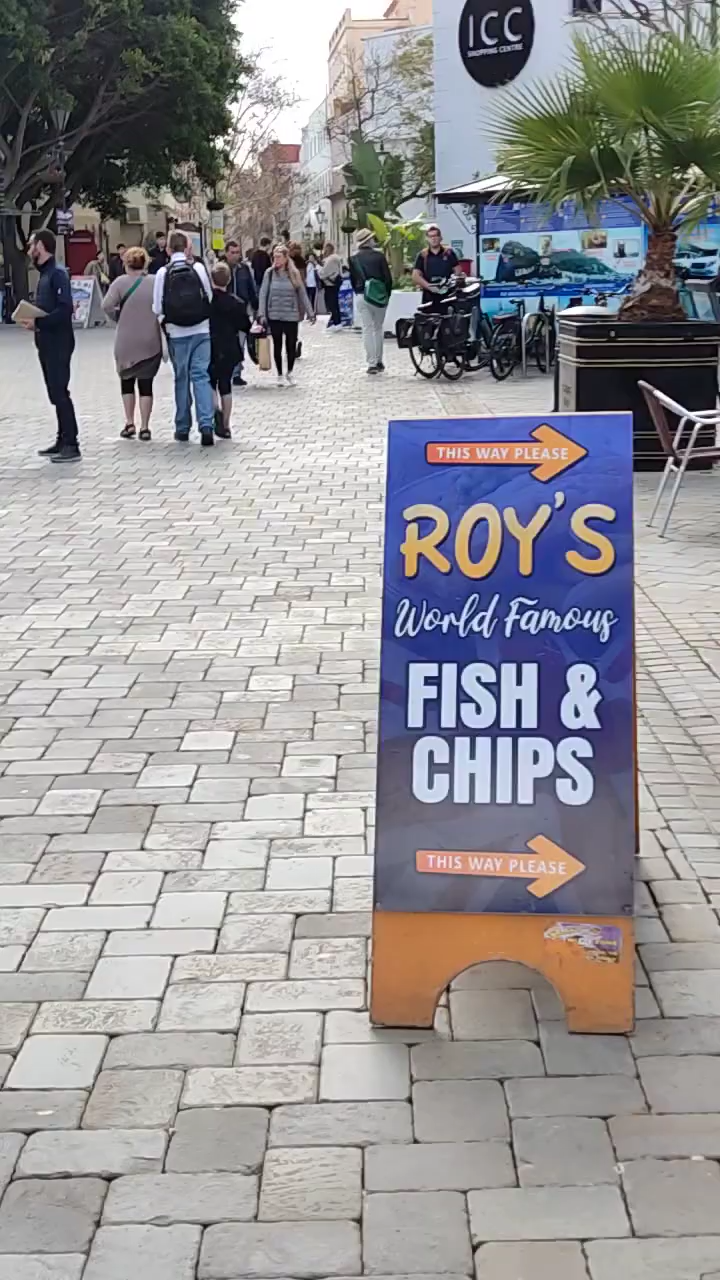 ICC
SHOPPING CENTRE
THIS WAY PLEASE
ROY'S
World Famous
FISH &
CHIPS
THIS WAY PLEASE